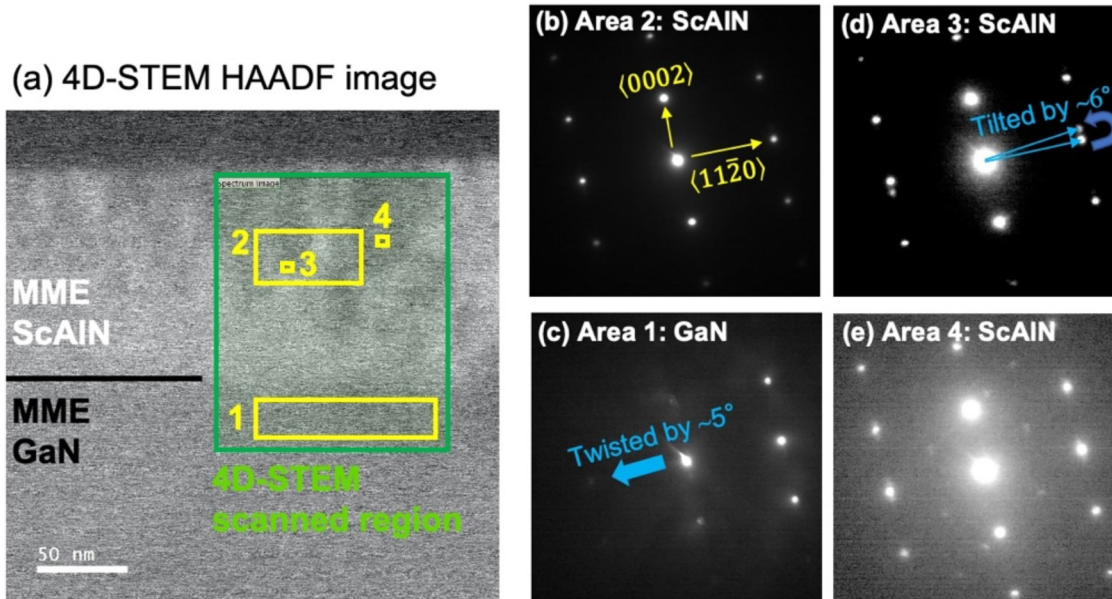 (a) 4D-STEM HAADF image
Spectrum Image
2
3
4
MME
ScAlN
MME
GaN
1
4D-STEM
scanned region
50 nm
(b) Area 2: ScAlN
⟨0002⟩
⟨112̄0⟩
(d) Area 3: ScAlN
Tilted by ~6°
(c) Area 1: GaN
Twisted by ~5°
(e) Area 4: ScAlN